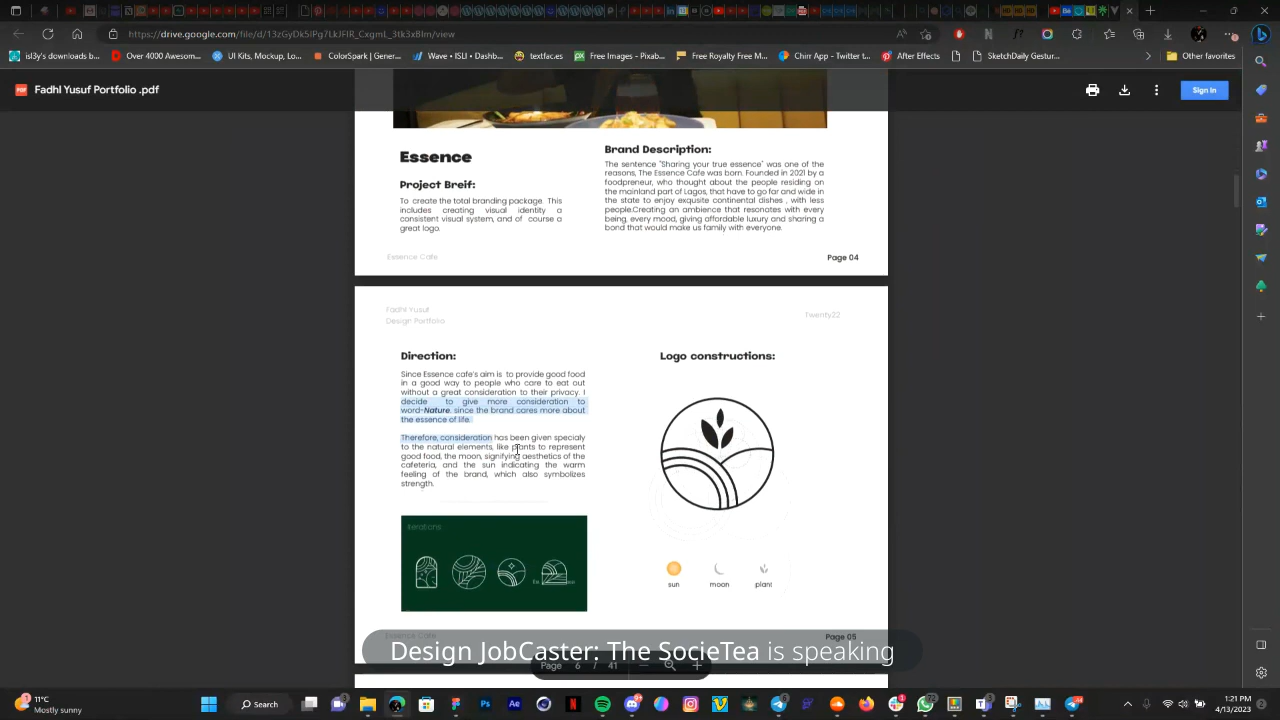 https://drive.google.com/file/d/13zGyDk5IPg7LkJFIR_CxgnL_3tk3view
is3y's downloads b...
Over 4000 Awesome...
UI Kits, Mockup, Lo...
ColorSpark (·)
Wave • ISLI • Dashb...
textfac.es
Free Images - Pixab...
PsychoKid Royalty...
Chirr App - Twitter...
After Effects
SketchDaily Gestur...
Other favorites
PDF
Fadhl Yusuf Portfolio .pdf
Sign in
Essence
Project Breif:
To create the total branding package. This
includes creating visual identity a
consistent visual system, and of course a
great logo.
Brand Description:
The sentence "Sharing your true essence" was one of the
reasons, The Essence Cafe was born. Founded in 2021 by a
foodpreneur, who thought about the people residing on
the mainland part of Lagos, that have to go far and wide in
the state to enjoy exqusite continental dishes , with less
people.Creating an ambience that resonates with every
being, every mood, giving affordable luxury and sharing a
bond that would make us family with everyone.
Essence Cafe
Page 04
Fadhl Yusuf
Design Portfolio
Twenty22
Direction:
Since Essence cafe's aim is to provide good food
in a good way to people who care to eat out
without a great consideration to their privacy. I
decide to give more consideration to
word-Nature. since the brand cares more about
the essence of life.
Therefore, consideration has been given specialy
to the natural elements, like plants to represent
good food, the moon, signifying aesthetics of the
cafeteria, and the sun indicating the warm
feeling of the brand, which also symbolizes
strength.
Iterations
Logo constructions:
sun
moon
plant
Essence Cafe
Page 05
Design JobCaster: The SocieTea is speaking
Page 6 / 41
11°C
Mostly sunny
Search
1:31 PM
4/3/2023